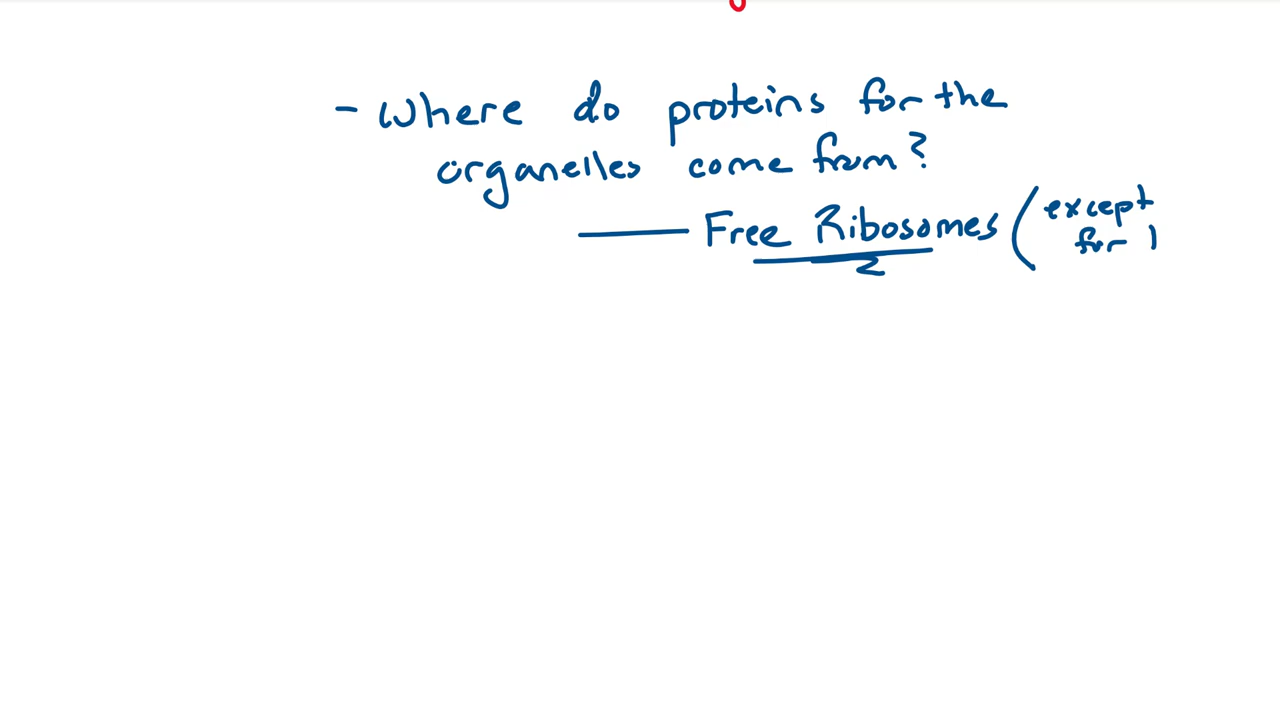 - Where do proteins for the
organelles come from?
— Free Ribosomes (except
for 1